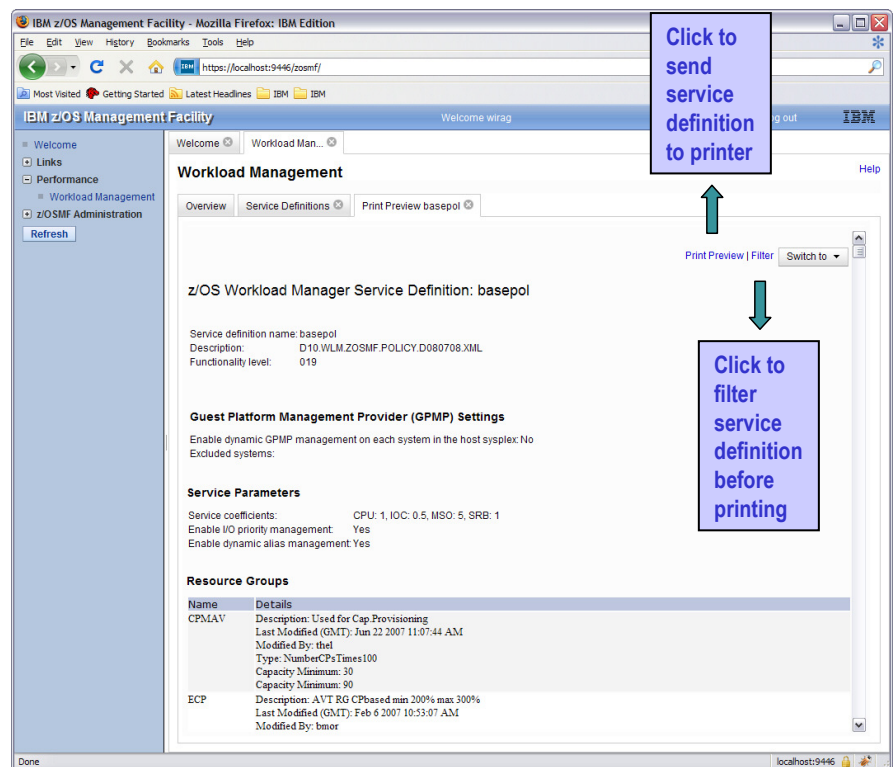 IBM z/OS Management Facility - Mozilla Firefox: IBM Edition
File Edit View History Bookmarks Tools Help
https://localhost:9446/zosmf/
Most Visited Getting Started Latest Headlines IBM IBM
IBM z/OS Management Facility Welcome wirag og out IBM
Click to
send
service
definition
to printer
Welcome
Links
Performance
Workload Management
z/OSMF Administration
Refresh
Welcome Workload Man...
Workload Management Help
Overview Service Definitions Print Preview basepol
Print Preview | Filter Switch to
z/OS Workload Manager Service Definition: basepol
Service definition name: basepol
Description: D10.WLM.ZOSMF.POLICY.D080708.XML
Functionality level: 019
Click to
filter
service
definition
before
printing
Guest Platform Management Provider (GPMP) Settings
Enable dynamic GPMP management on each system in the host sysplex: No
Excluded systems:
Service Parameters
Service coefficients: CPU: 1, IOC: 0.5, MSO: 5, SRB: 1
Enable I/O priority management: Yes
Enable dynamic alias management: Yes
Resource Groups
Name Details
CPMAV Description: Used for Cap.Provisioning
Last Modified (GMT): Jun 22 2007 11:07:44 AM
Modified By: thel
Type: NumberCPsTimes100
Capacity Minimum: 30
Capacity Minimum: 90
ECP Description: AVT RG CPbased min 200% max 300%
Last Modified (GMT): Feb 6 2007 10:53:07 AM
Modified By: bmor
Done localhost:9446